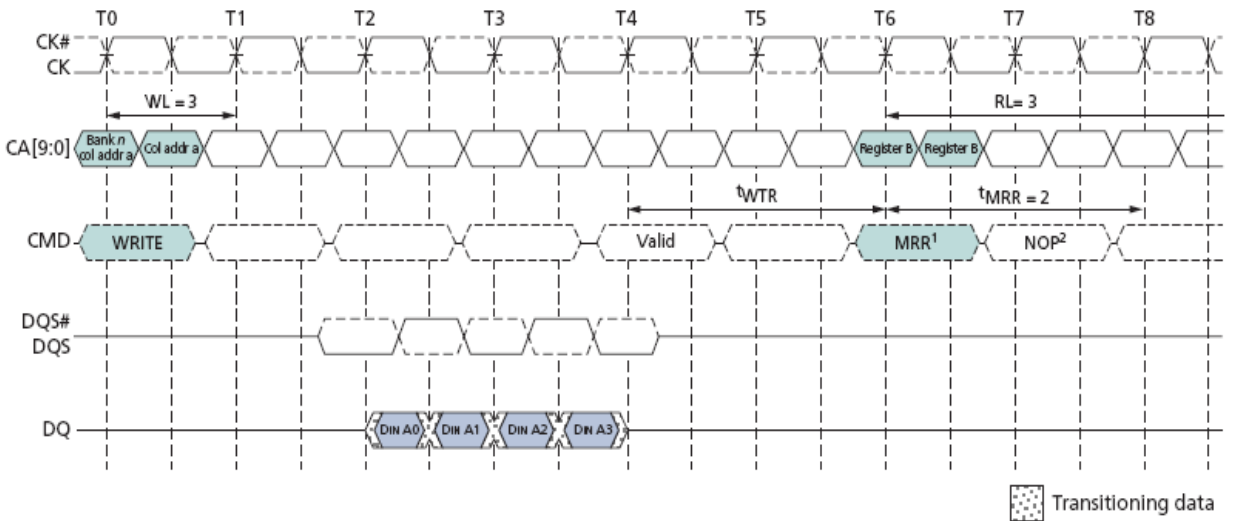 T0 T1 T2 T3 T4 T5 T6 T7 T8
CK#
CK
WL = 3 RL= 3
CA[9:0] Bank n col addr a Col addr a Register B Register B
tWTR tMRR = 2
CMD WRITE Valid MRR1 NOP2
DQS#
DQS
DQ DIN A0 DIN A1 DIN A2 DIN A3
Transitioning data